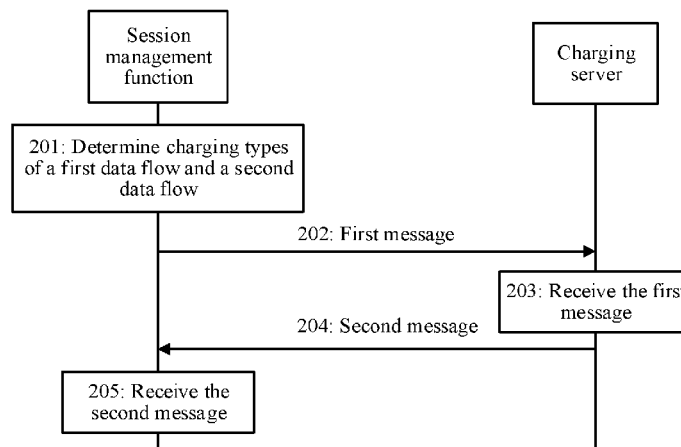 Session
management
function
Charging
server
201: Determine charging types
of a first data flow and a second
data flow
202: First message
203: Receive the first
message
204: Second message
205: Receive the
second message